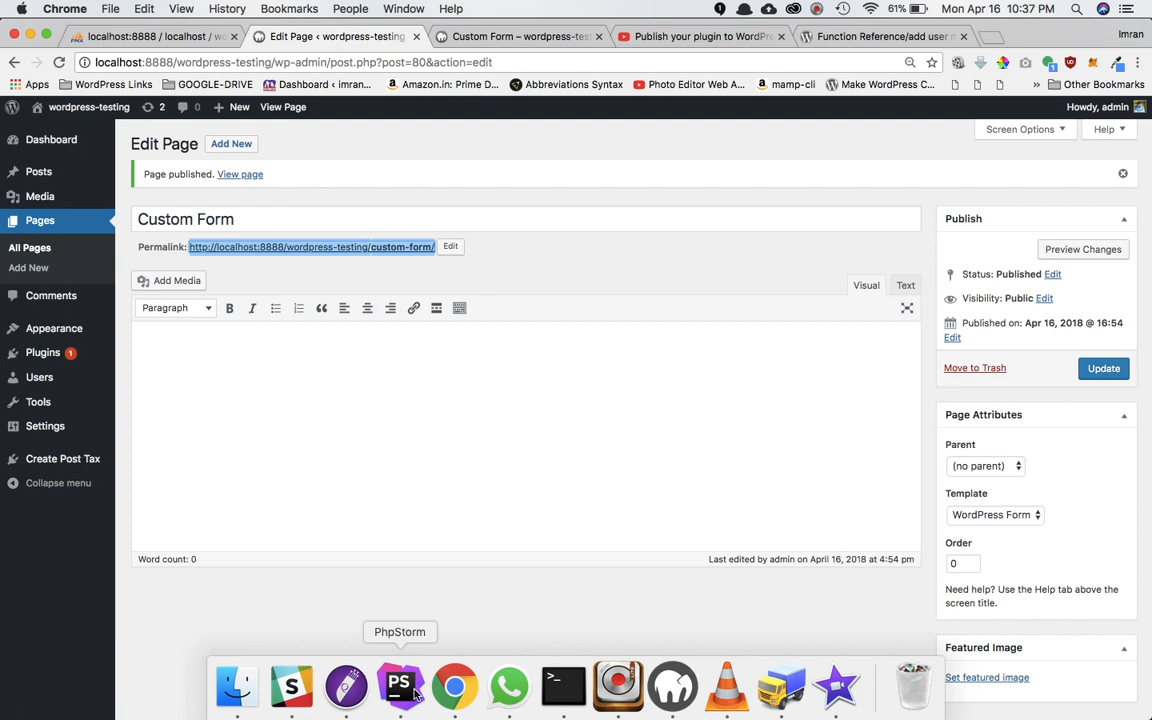 Chrome File Edit View History Bookmarks People Window Help 61% Mon Apr 16 10:37 PM
localhost:8888 / localhost / wo Edit Page ‹ wordpress-testing Custom Form – wordpress-tes Publish your plugin to WordPre Function Reference/add user m Imran
localhost:8888/wordpress-testing/wp-admin/post.php?post=80&action=edit
Apps WordPress Links GOOGLE-DRIVE Dashboard ‹ imran... Amazon.in: Prime D... Abbreviations Syntax Photo Editor Web A... mamp-cli Make WordPress C... » Other Bookmarks
wordpress-testing 2 0 + New View Page Howdy, admin
Screen Options Help
Dashboard
Posts
Media
Pages
All Pages
Add New
Comments
Appearance
Plugins 1
Users
Tools
Settings
Create Post Tax
Collapse menu
Edit Page Add New
Page published. View page
Custom Form
Permalink: http://localhost:8888/wordpress-testing/custom-form/ Edit
Add Media
Visual Text
Paragraph B I
Word count: 0 Last edited by admin on April 16, 2018 at 4:54 pm
Publish
Preview Changes
Status: Published Edit
Visibility: Public Edit
Published on: Apr 16, 2018 @ 16:54
Edit
Move to Trash Update
Page Attributes
Parent
(no parent)
Template
WordPress Form
Order
0
Need help? Use the Help tab above the
screen title.
Featured Image
Set featured image
PhpStorm
S
PS